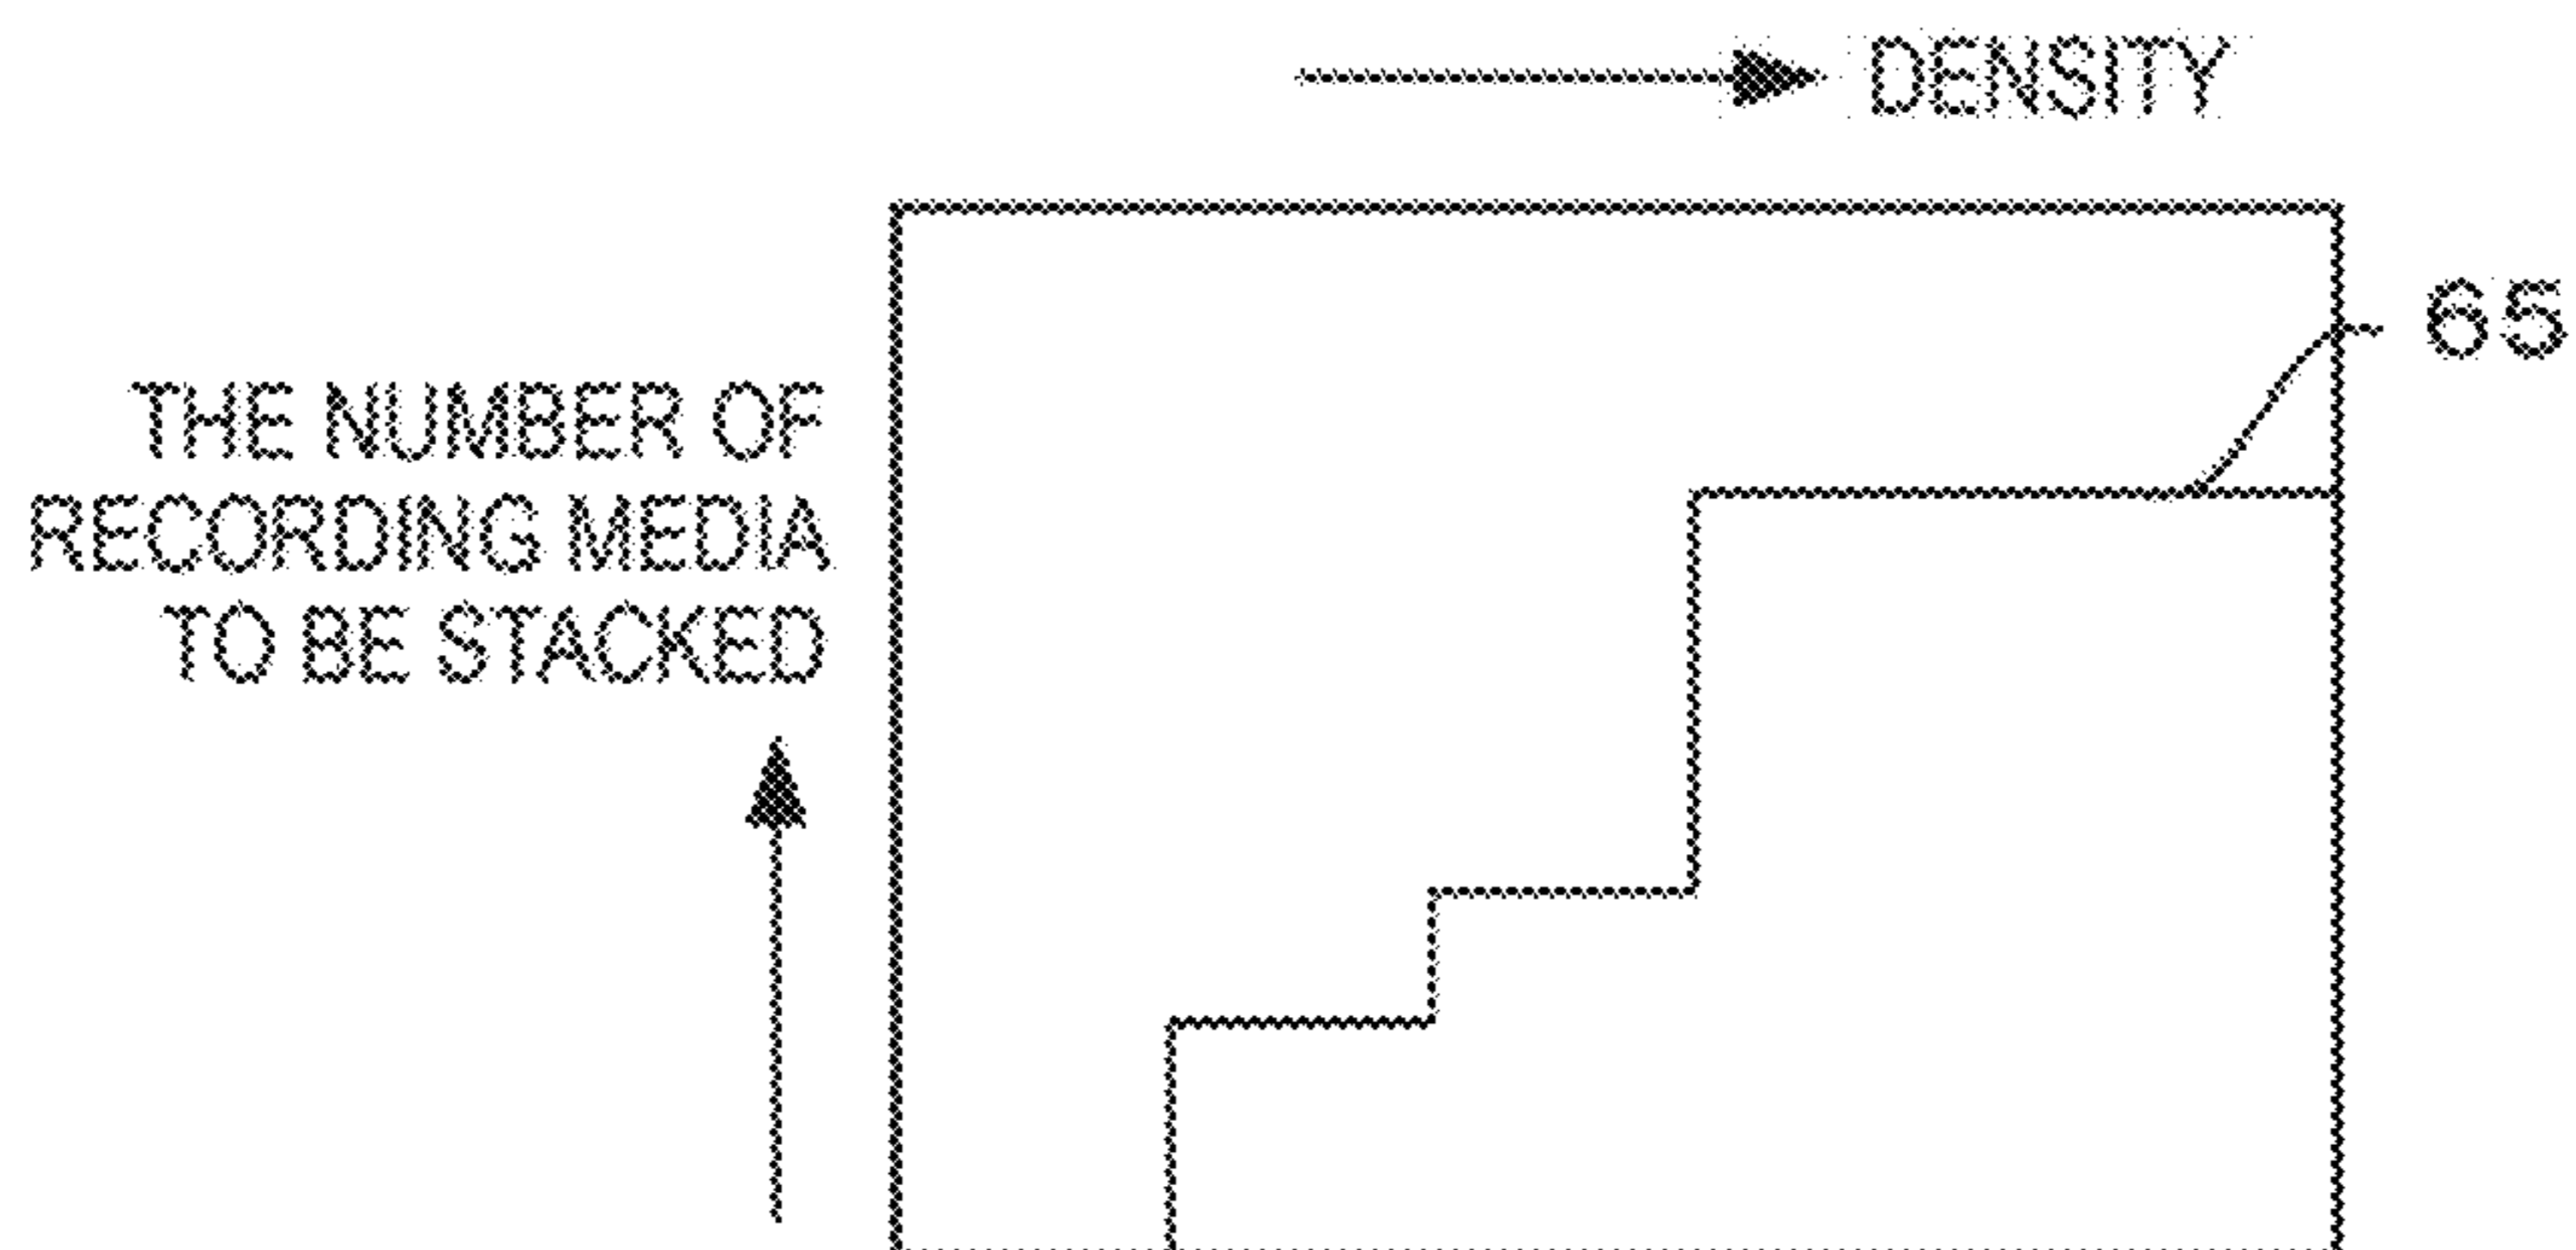 DENSITY
65
THE NUMBER OF
RECORDING MEDIA
TO BE STACKED